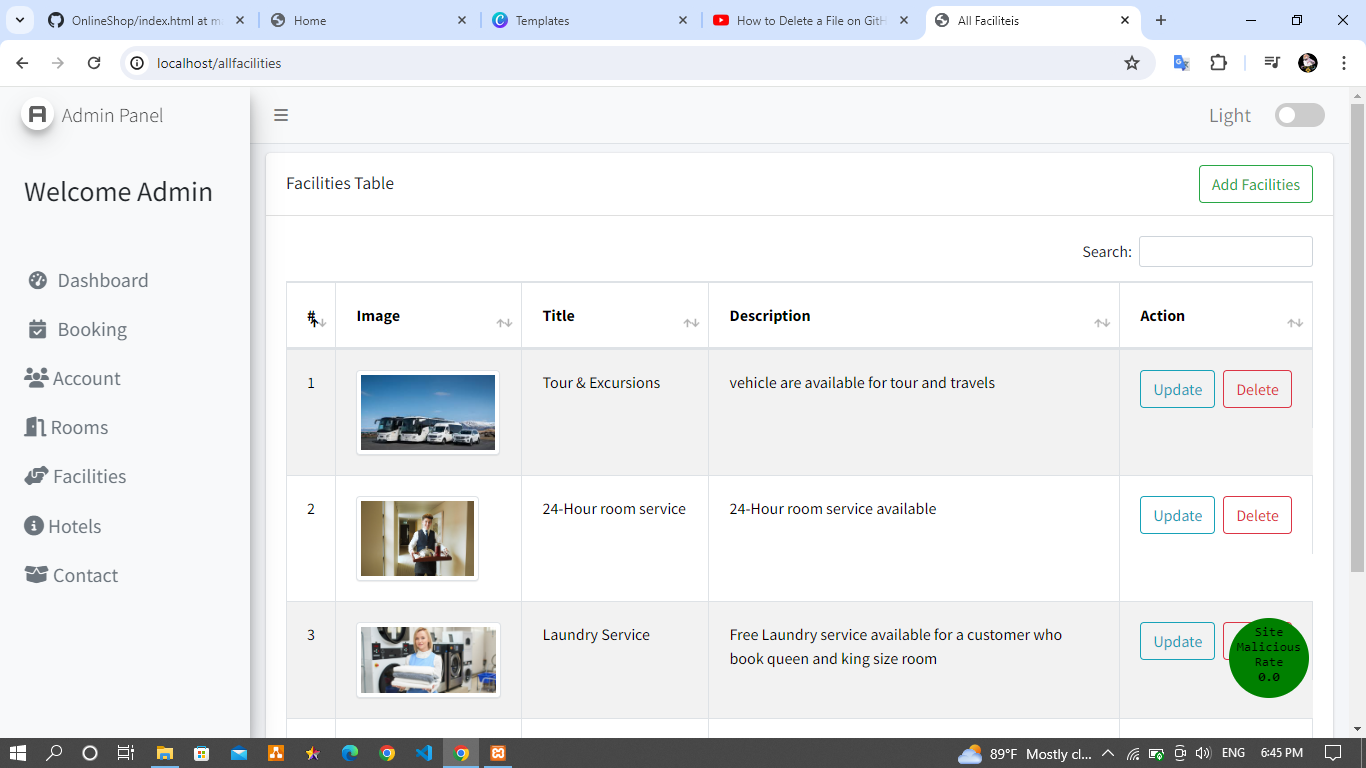 OnlineShop/index.html at ma
Home
Templates
How to Delete a File on GitH
All Faciliteis
localhost/allfacilities
Admin Panel
Light
Welcome Admin
Facilities Table
Add Facilities
Search:
Dashboard
Booking
Account
Rooms
Facilities
Hotels
Contact
# Image Title Description Action
1 Tour & Excursions vehicle are available for tour and travels Update Delete
2 24-Hour room service 24-Hour room service available Update Delete
3 Laundry Service Free Laundry service available for a customer who Update
book queen and king size room
Site
Malicious
Rate
0.0
89°F Mostly cl... ENG 6:45 PM